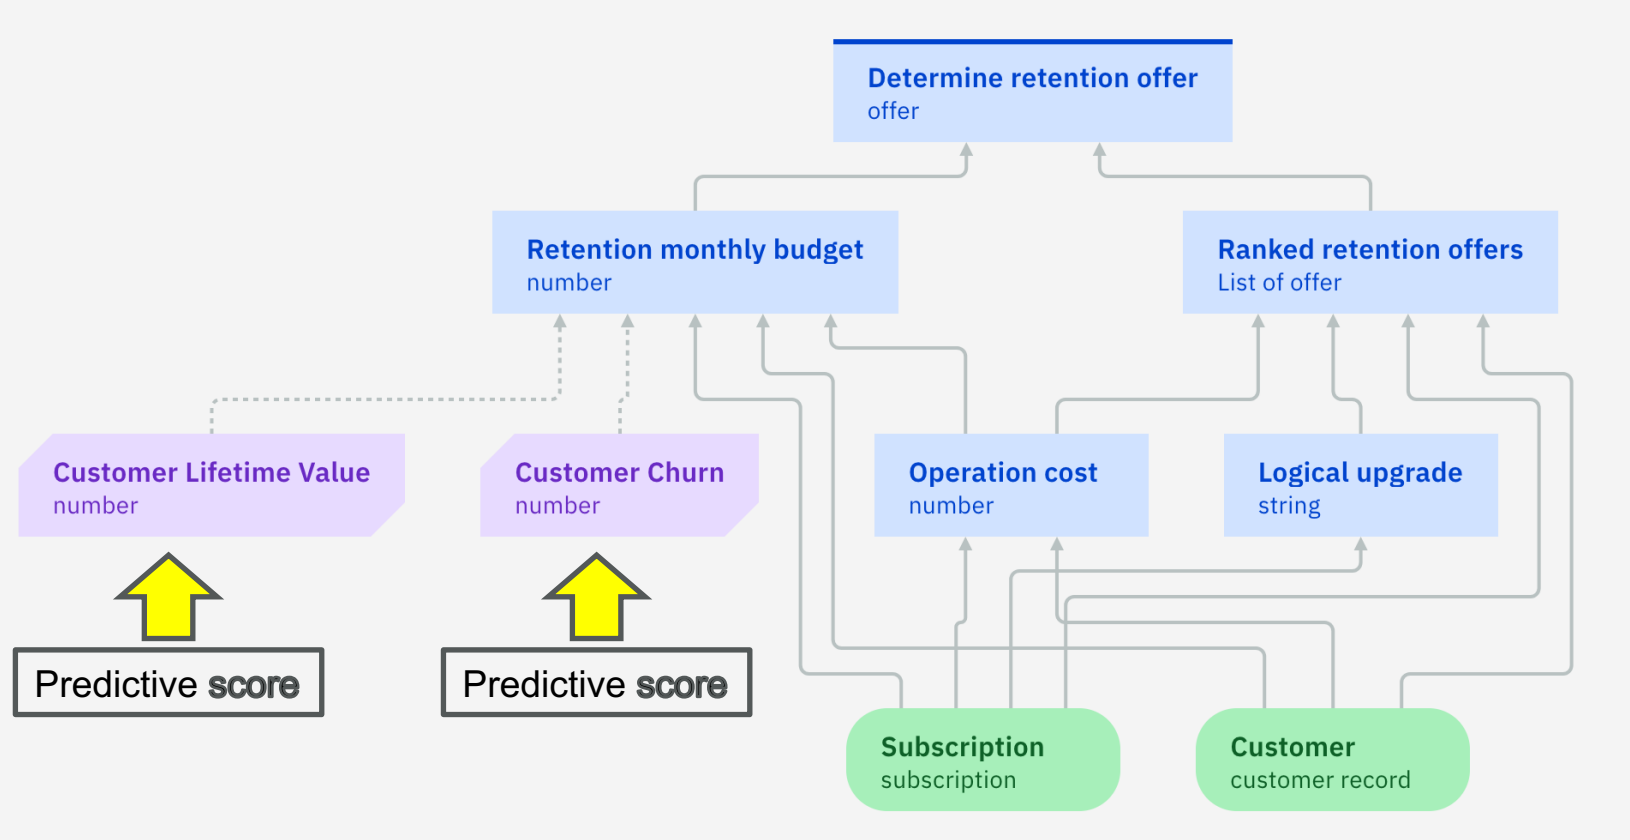 Determine retention offer
offer
Retention monthly budget
number
Ranked retention offers
List of offer
Customer Lifetime Value
number
Customer Churn
number
Operation cost
number
Logical upgrade
string
Predictive score
Predictive score
Subscription
subscription
Customer
customer record